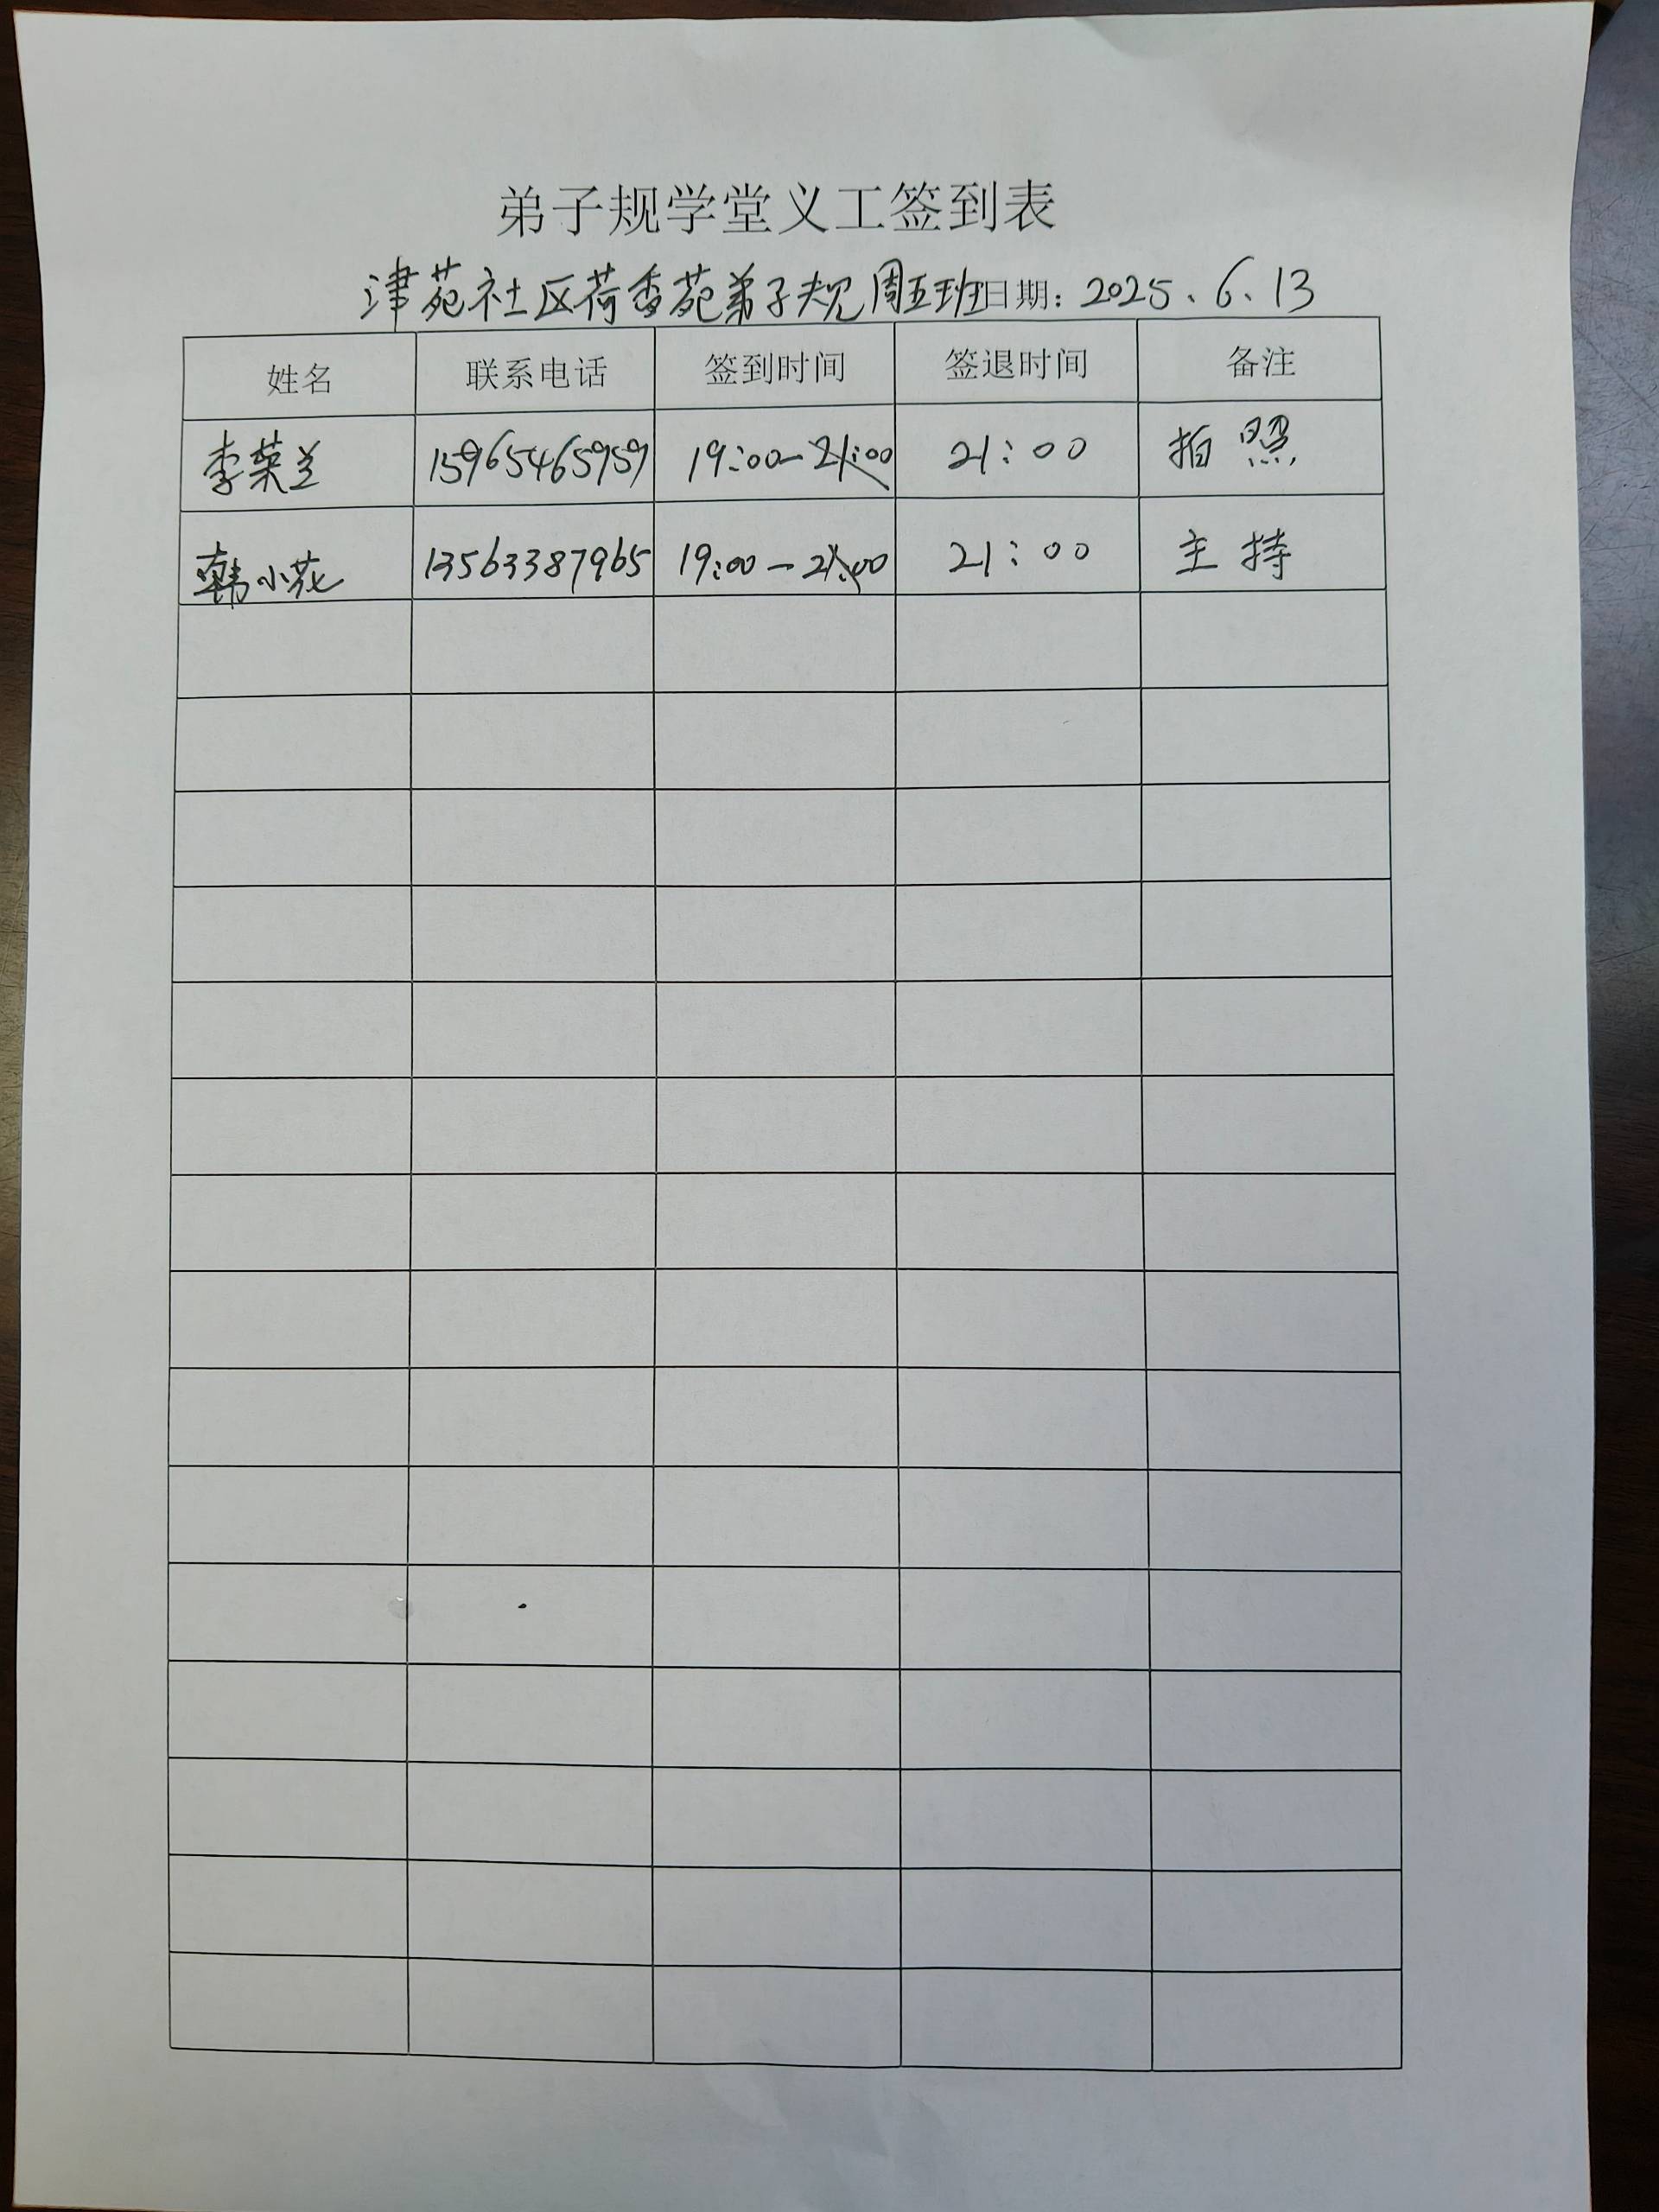 弟子规学堂义工签到表
津苑社区荷香苑弟子规周五班日期：2025.6.13
姓名 联系电话 签到时间 签退时间 备注
李荣兰 15965465959 19:00-21:00 21:00 拍照
韩小花 13563387965 19:00-21:00 21:00 主持